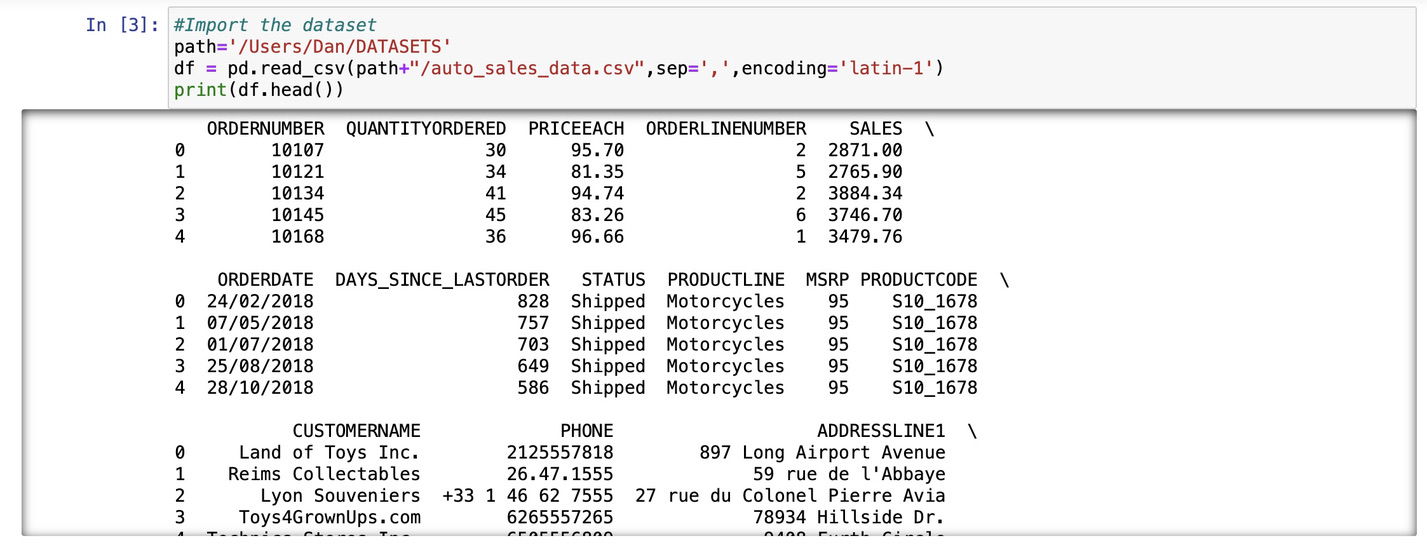 In [3]: #Import the dataset
path='/Users/Dan/DATASETS'
df = pd.read_csv(path+"/auto_sales_data.csv",sep=',',encoding='latin-1')
print(df.head())
ORDERNUMBER QUANTITYORDERED PRICEEACH ORDERLINENUMBER SALES \
0 10107 30 95.70 2 2871.00
1 10121 34 81.35 5 2765.90
2 10134 41 94.74 2 3884.34
3 10145 45 83.26 6 3746.70
4 10168 36 96.66 1 3479.76
ORDERDATE DAYS_SINCE_LASTORDER STATUS PRODUCTLINE MSRP PRODUCTCODE \
0 24/02/2018 828 Shipped Motorcycles 95 S10_1678
1 07/05/2018 757 Shipped Motorcycles 95 S10_1678
2 01/07/2018 703 Shipped Motorcycles 95 S10_1678
3 25/08/2018 649 Shipped Motorcycles 95 S10_1678
4 28/10/2018 586 Shipped Motorcycles 95 S10_1678
CUSTOMERNAME PHONE ADDRESSLINE1 \
0 Land of Toys Inc. 2125557818 897 Long Airport Avenue
1 Reims Collectables 26.47.1555 59 rue de l'Abbaye
2 Lyon Souveniers +33 1 46 62 7555 27 rue du Colonel Pierre Avia
3 Toys4GrownUps.com 6265557265 78934 Hillside Dr.